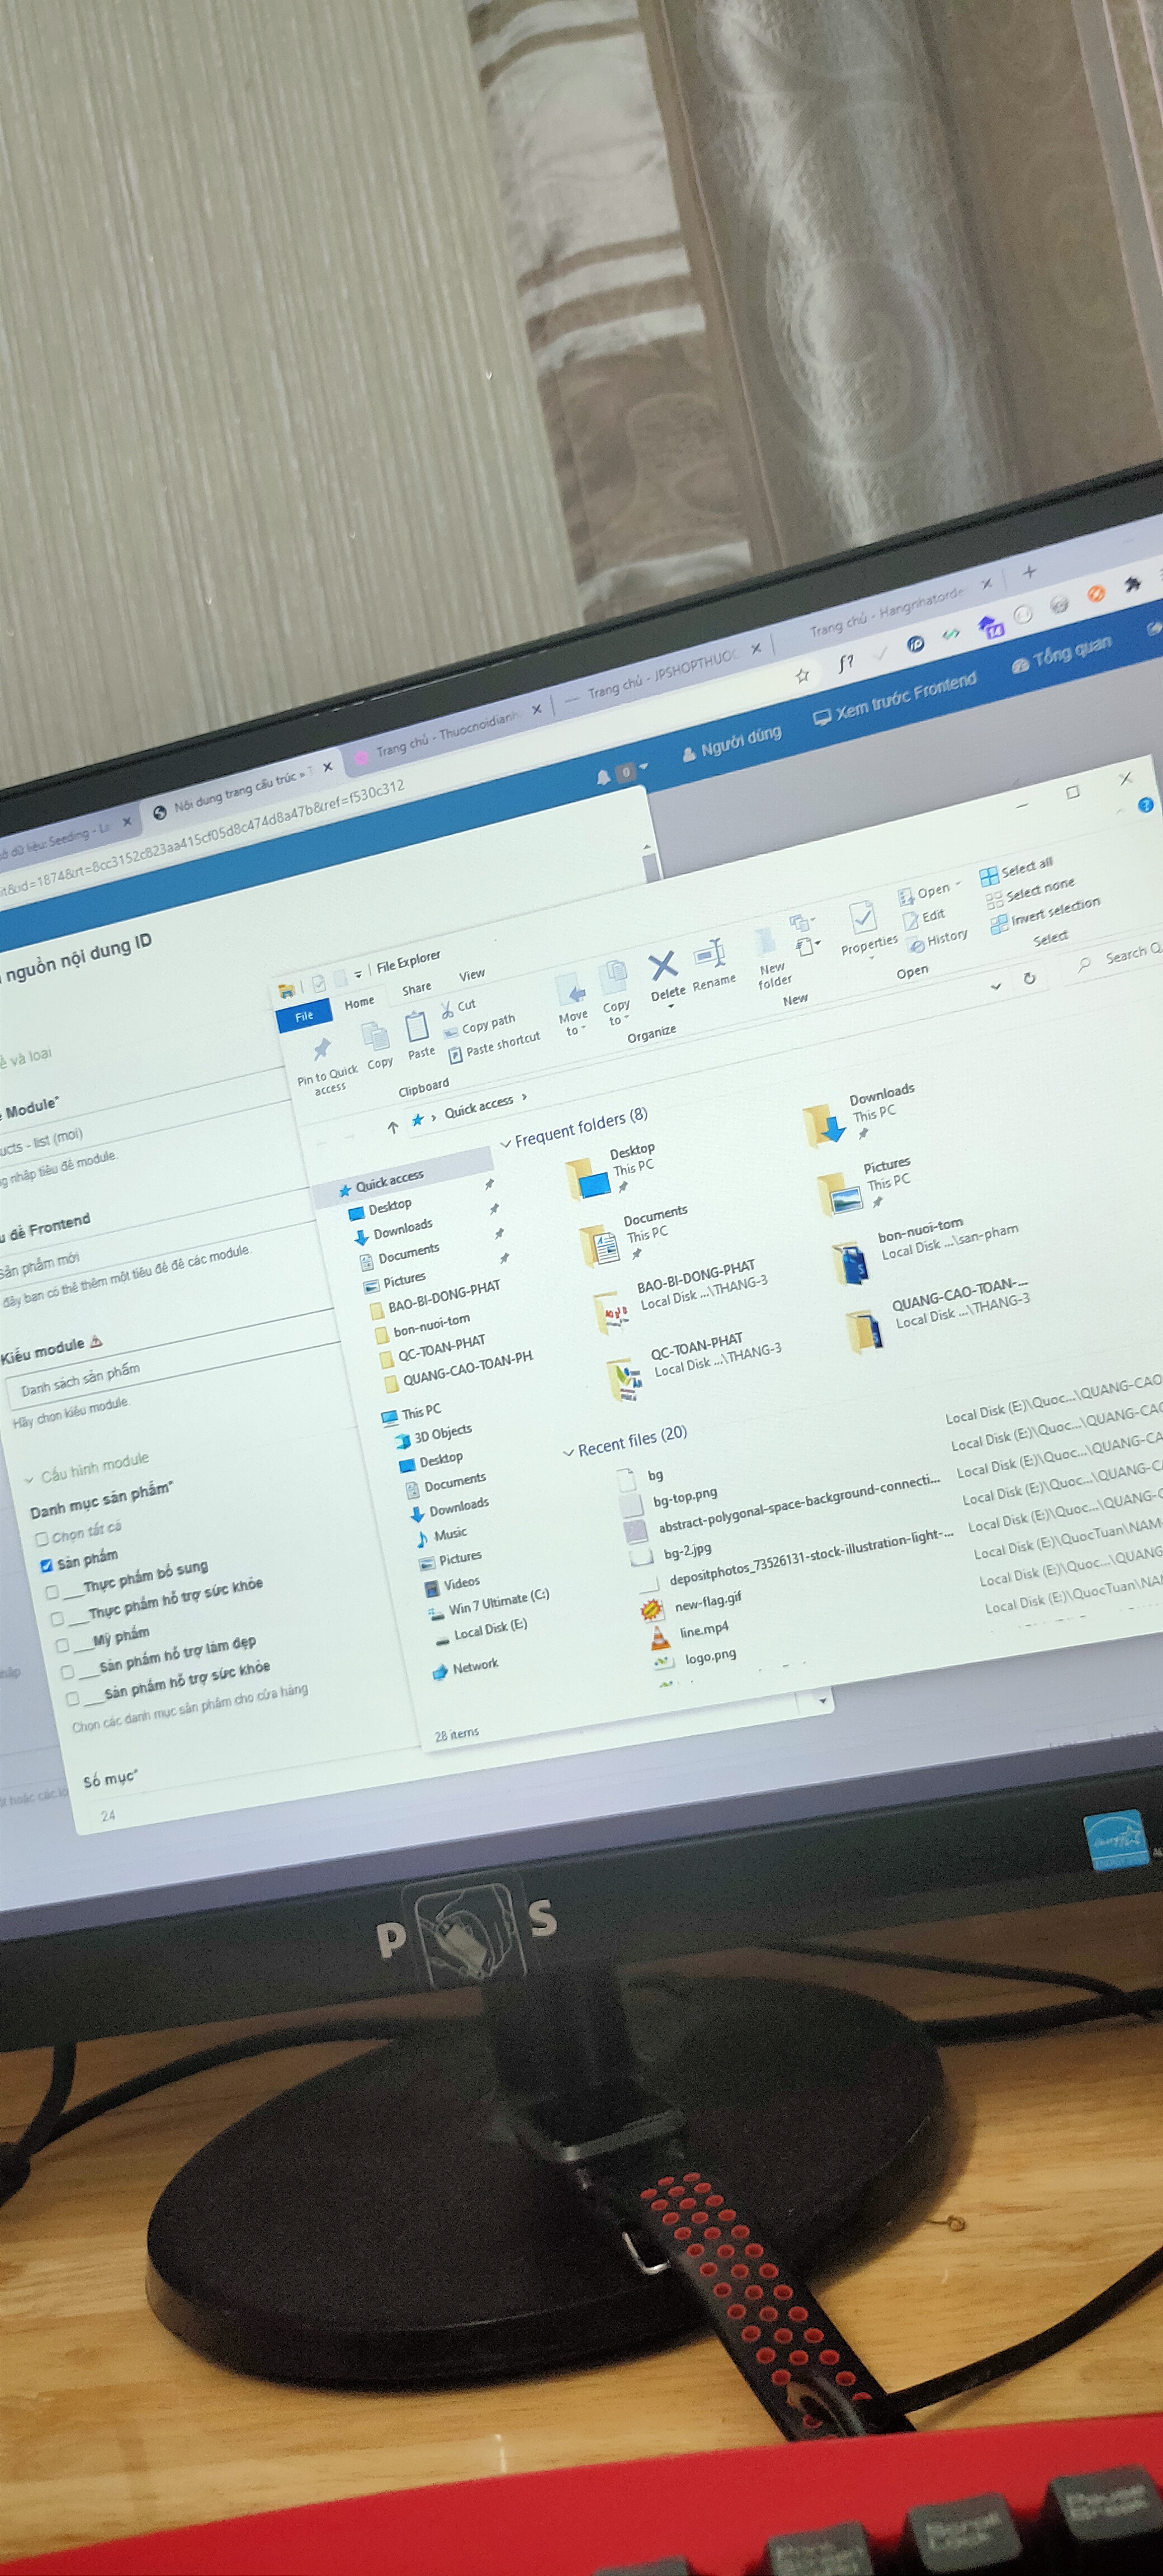 Nội dung trang cấu trúc » T
Trang chủ - Thuocnoidianh
Trang chủ - JPSHOPTHUOC
Trang chủ - Hangnhatorde
&id=1874&rt=8cc3152c823aa415cf05d8c474d8a47b&ref=f530c312
ƒ?
14
0
Người dùng
Xem trước Frontend
Tổng quan
nguồn nội dung ID
và loại
Module*
ucts - list (moi)
nhập tiêu đề module.
đề Frontend
Sản phẩm mới
đây bạn có thể thêm một tiêu đề để các module.
Kiểu module
Danh sách sản phẩm
Hãy chọn kiểu module.
Cấu hình module
Danh mục sản phẩm*
Chọn tất cả
Sản phẩm
___Thực phẩm bổ sung
___Thực phẩm hỗ trợ sức khỏe
___Mỹ phẩm
___Sản phẩm hỗ trợ làm đẹp
___Sản phẩm hỗ trợ sức khỏe
Chọn các danh mục sản phẩm cho cửa hàng
Số mục*
24
File Explorer
File
Home
Share
View
Pin to Quick access
Copy
Paste
Cut
Copy path
Paste shortcut
Clipboard
Move to
Copy to
Delete
Rename
Organize
New folder
New
Properties
Open
Edit
History
Open
Select all
Select none
Invert selection
Select
Quick access
Search Q
Quick access
Desktop
Downloads
Documents
Pictures
BAO-BI-DONG-PHAT
bon-nuoi-tom
QC-TOAN-PHAT
QUANG-CAO-TOAN-PH
This PC
3D Objects
Desktop
Documents
Downloads
Music
Pictures
Videos
Win 7 Ultimate (C:)
Local Disk (E:)
Network
28 items
Frequent folders (8)
Desktop
This PC
Downloads
This PC
Documents
This PC
Pictures
This PC
BAO-BI-DONG-PHAT
Local Disk ...\THANG-3
bon-nuoi-tom
Local Disk ...\san-pham
QC-TOAN-PHAT
Local Disk ...\THANG-3
QUANG-CAO-TOAN-...
Local Disk ...\THANG-3
Recent files (20)
bg
Local Disk (E:)\Quoc...\QUANG-CAO
bg-top.png
Local Disk (E:)\Quoc...\QUANG-CA
abstract-polygonal-space-background-connecti...
Local Disk (E:)\Quoc...\QUANG-CA
bg-2.jpg
Local Disk (E:)\Quoc...\QUANG-C
depositphotos_73526131-stock-illustration-light-...
Local Disk (E:)\Quoc...\QUANG-C
new-flag.gif
Local Disk (E:)\QuocTuan\NAM-
line.mp4
Local Disk (E:)\Quoc...\QUANG
logo.png
Local Disk (E:)\QuocTuan\NA
P S